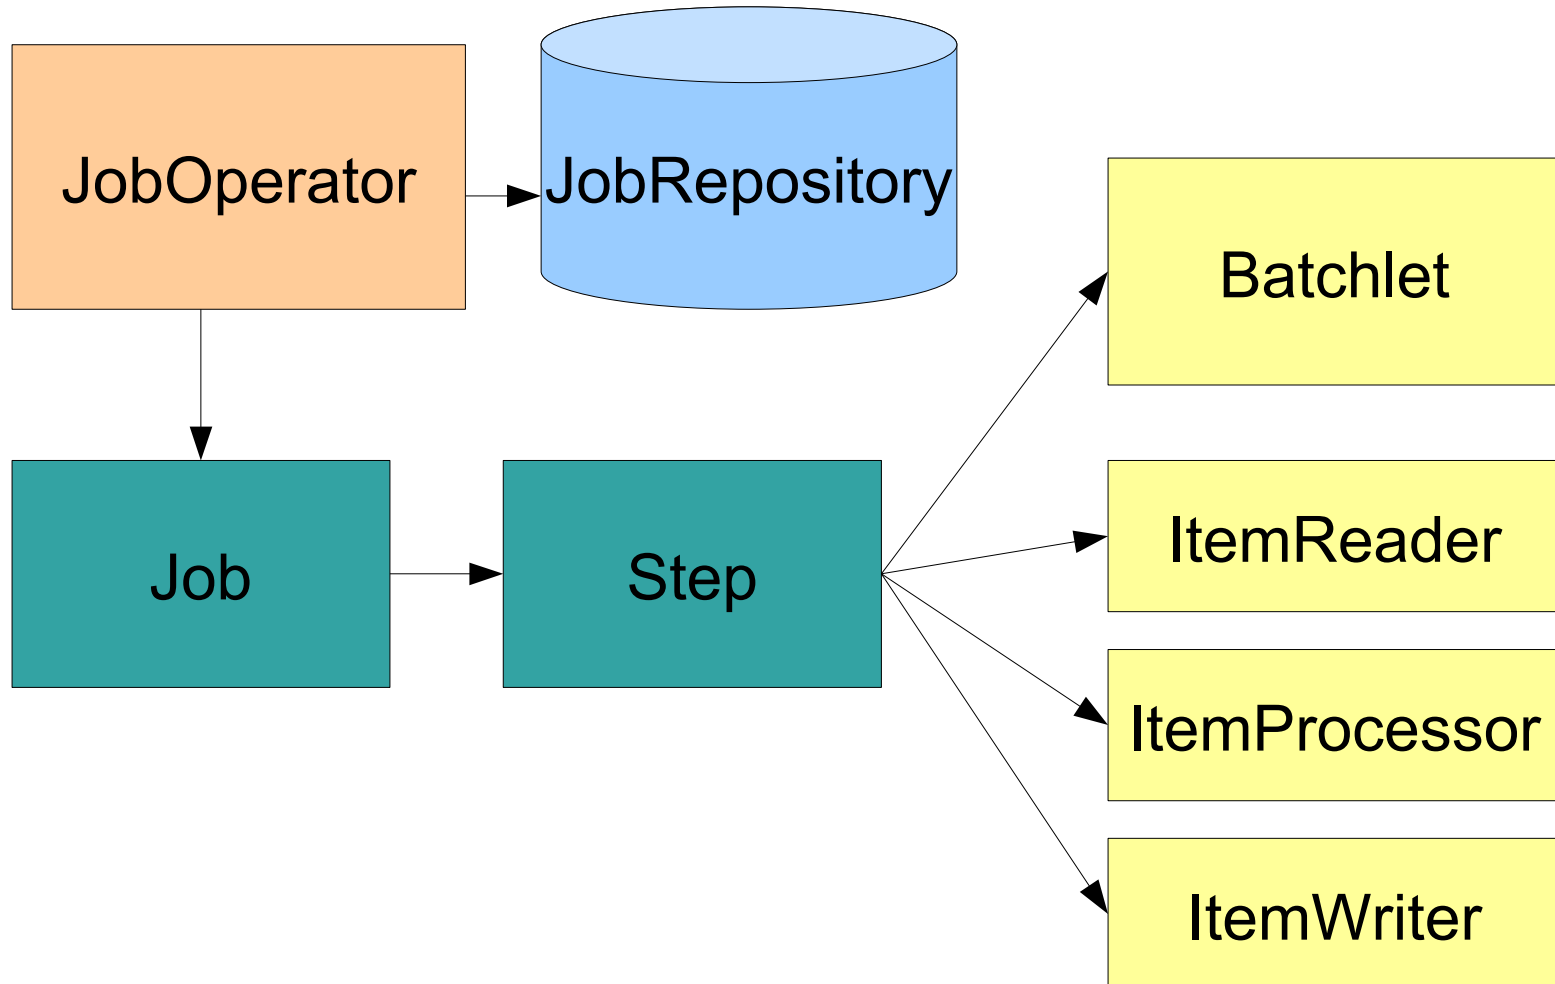 JobOperator
JobRepository
Batchlet
Job
Step
ItemReader
ItemProcessor
ItemWriter